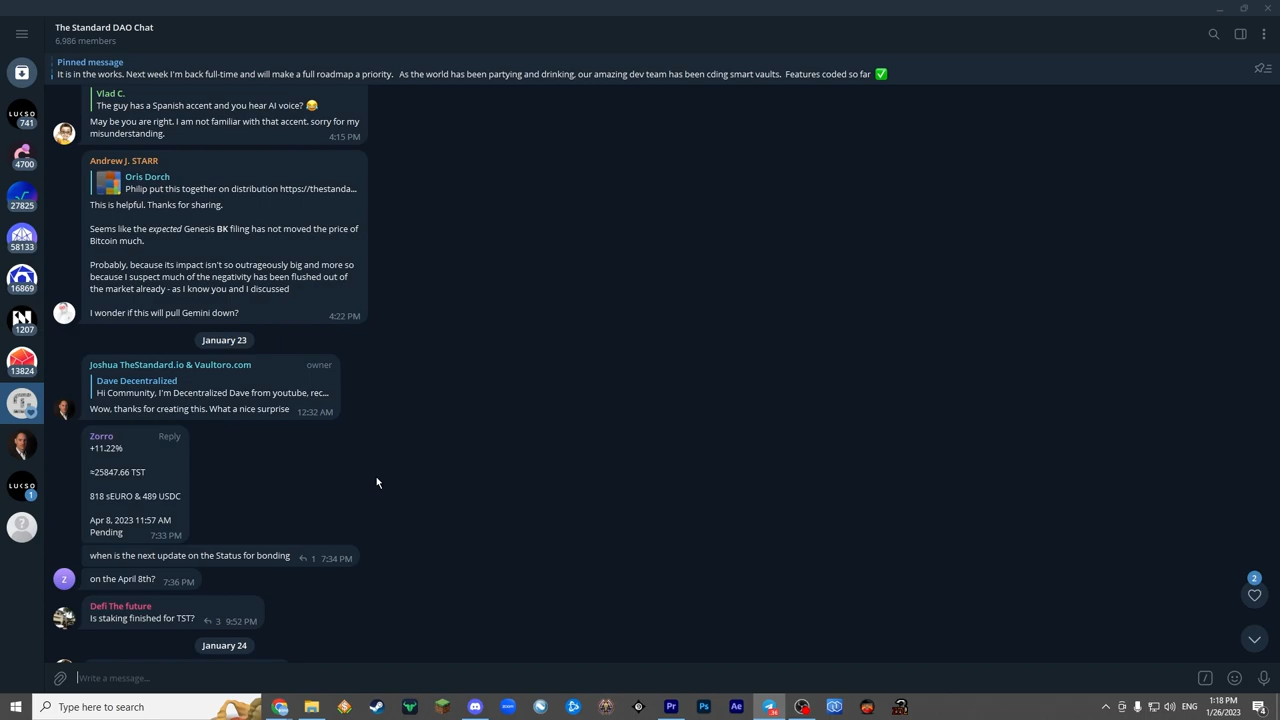 The Standard DAO Chat
6,986 members
Pinned message
It is in the works. Next week I'm back full-time and will make a full roadmap a priority. As the world has been partying and drinking, our amazing dev team has been cding smart vaults. Features coded so far ✅
Vlad C.
The guy has a Spanish accent and you hear AI voice? 😂
May be you are right. I am not familiar with that accent. sorry for my
misunderstanding.
4:15 PM
Andrew J. STARR
Oris Dorch
Philip put this together on distribution https://thestanda...
This is helpful. Thanks for sharing.
Seems like the expected Genesis BK filing has not moved the price of
Bitcoin much.
Probably, because its impact isn't so outrageously big and more so
because I suspect much of the negativity has been flushed out of
the market already - as I know you and I discussed
I wonder if this will pull Gemini down?
4:22 PM
January 23
Joshua TheStandard.io & Vaultoro.com owner
Dave Decentralized
Hi Community, I'm Decentralized Dave from youtube, rec...
Wow, thanks for creating this. What a nice surprise 12:32 AM
Zorro Reply
+11.22%
≈25847.66 TST
818 sEURO & 489 USDC
Apr 8, 2023 11:57 AM
Pending 7:33 PM
when is the next update on the Status for bonding 1 7:34 PM
Z
on the April 8th? 7:36 PM
Defi The future
Is staking finished for TST? 3 9:52 PM
January 24
Write a message...
LUKSO
741
4700
27825
58133
16869
1207
13824
LUKSO
1
2
Type here to search
zoom
ENG
1:18 PM
1/26/2023